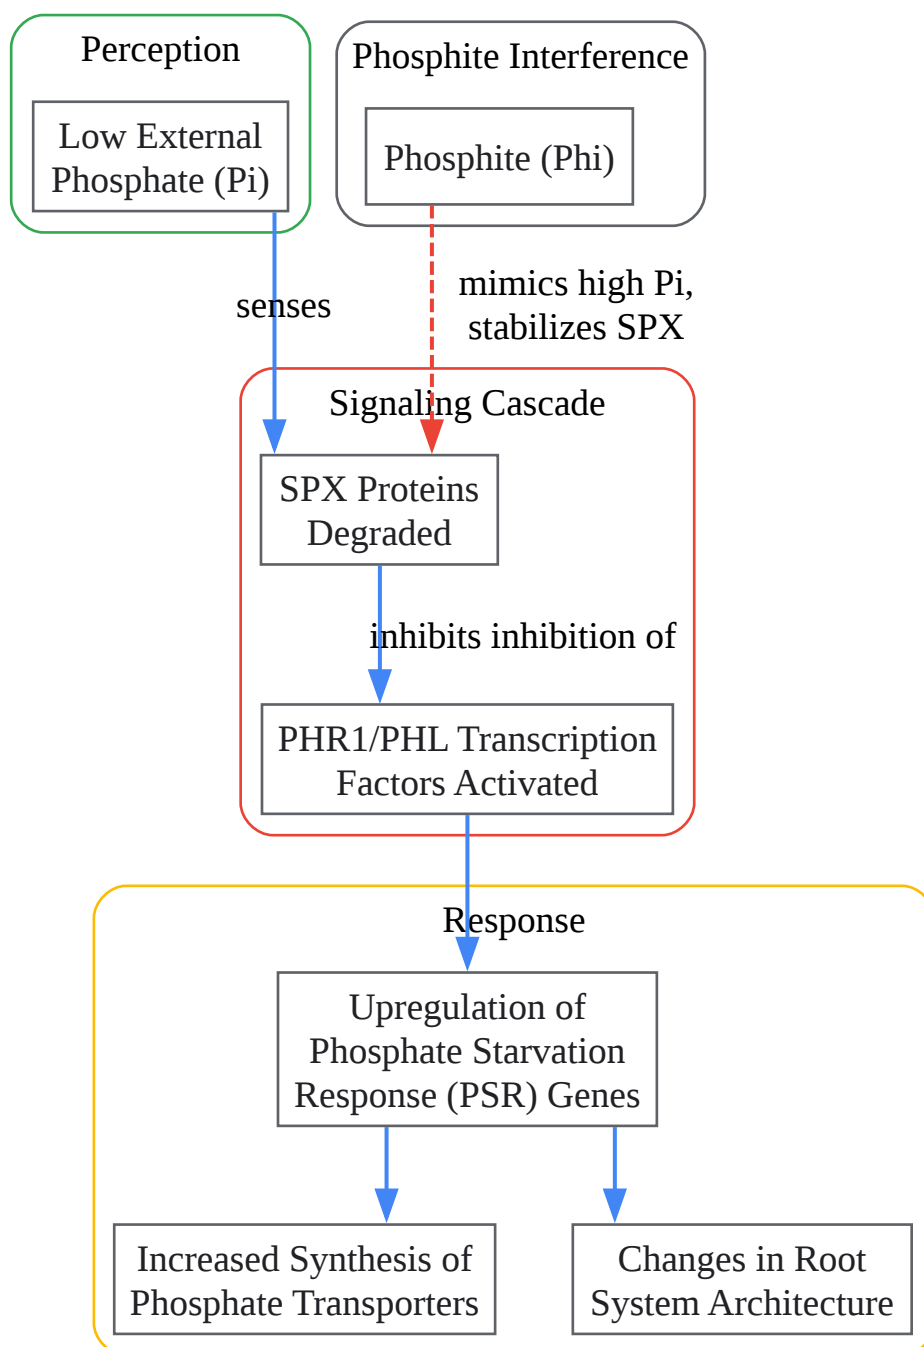 Perception
Low External
Phosphate (Pi)
Phosphite Interference
Phosphite (Phi)
senses
mimics high Pi,
stabilizes SPX
Signaling Cascade
SPX Proteins
Degraded
inhibits inhibition of
PHR1/PHL Transcription
Factors Activated
Response
Upregulation of
Phosphate Starvation
Response (PSR) Genes
Increased Synthesis of
Phosphate Transporters
Changes in Root
System Architecture